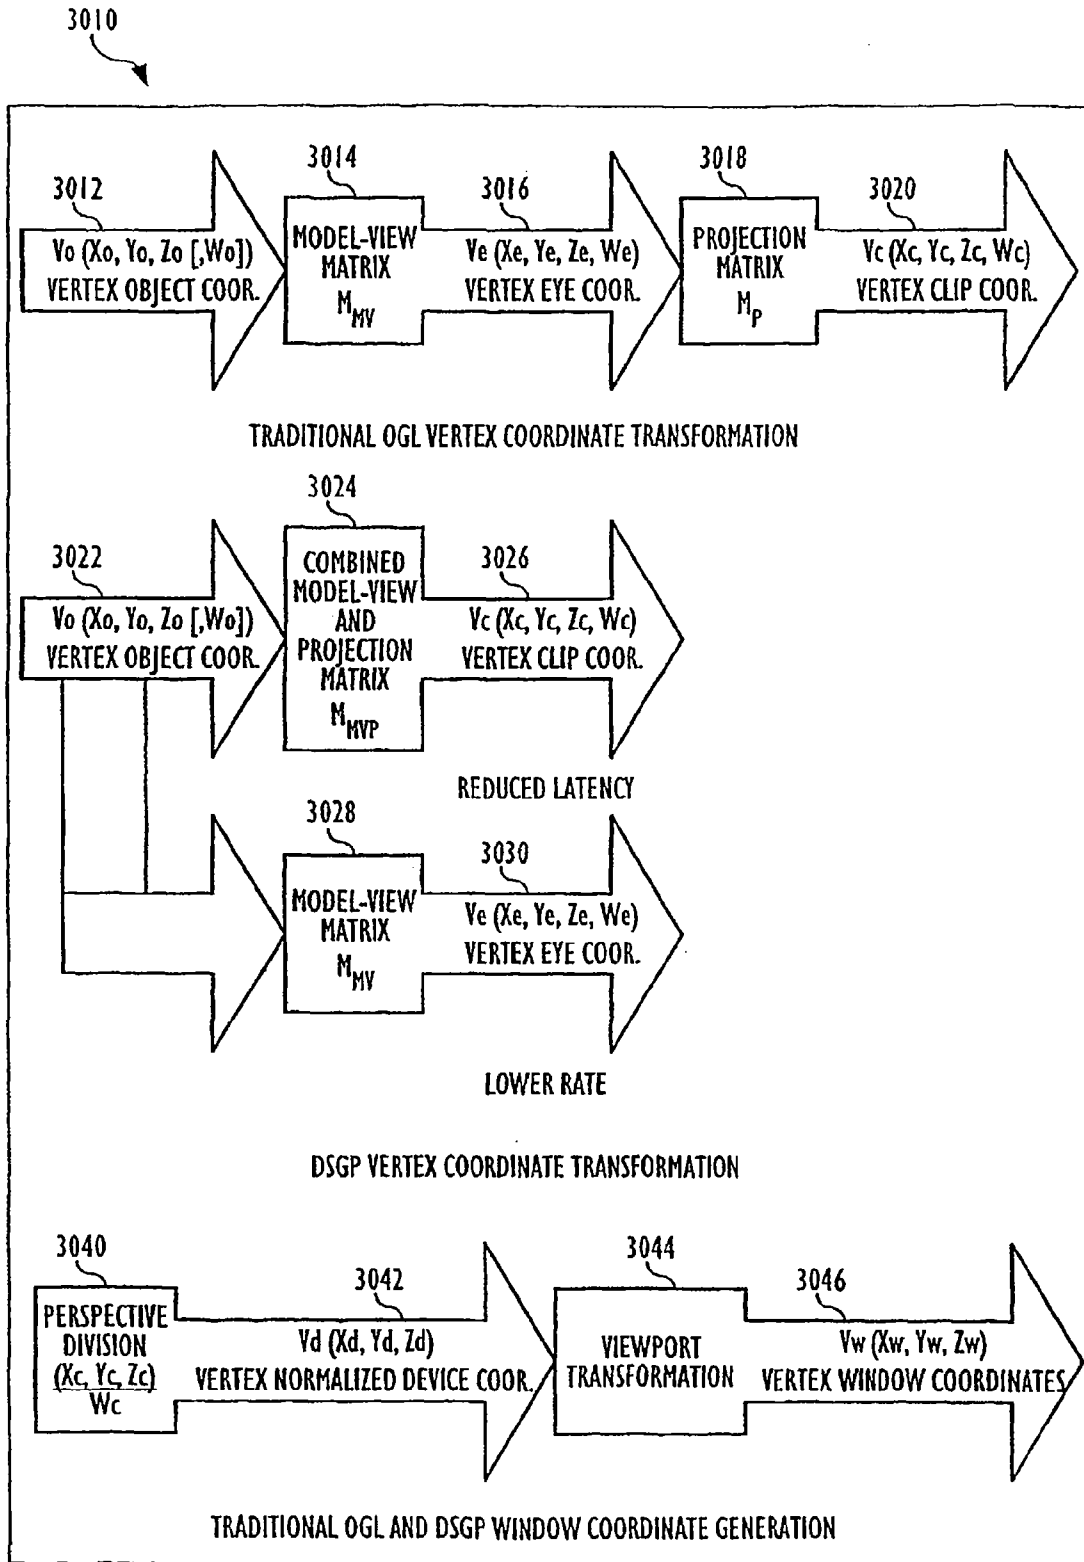 3010
3012
3014
3016
3018
3020
Vo (Xo, Yo, Zo [,Wo])
VERTEX OBJECT COOR.
MODEL-VIEW
MATRIX
M_MV
Ve (Xe, Ye, Ze, We)
VERTEX EYE COOR.
PROJECTION
MATRIX
M_P
Vc (Xc, Yc, Zc, Wc)
VERTEX CLIP COOR.
TRADITIONAL OGL VERTEX COORDINATE TRANSFORMATION
3022
3024
3026
Vo (Xo, Yo, Zo [,Wo])
VERTEX OBJECT COOR.
COMBINED
MODEL-VIEW
AND
PROJECTION
MATRIX
M_MVP
Vc (Xc, Yc, Zc, Wc)
VERTEX CLIP COOR.
REDUCED LATENCY
3028
3030
MODEL-VIEW
MATRIX
M_MV
Ve (Xe, Ye, Ze, We)
VERTEX EYE COOR.
LOWER RATE
DSGP VERTEX COORDINATE TRANSFORMATION
3040
3042
3044
3046
PERSPECTIVE
DIVISION
(Xc, Yc, Zc)
Wc
Vd (Xd, Yd, Zd)
VERTEX NORMALIZED DEVICE COOR.
VIEWPORT
TRANSFORMATION
Vw (Xw, Yw, Zw)
VERTEX WINDOW COORDINATES
TRADITIONAL OGL AND DSGP WINDOW COORDINATE GENERATION